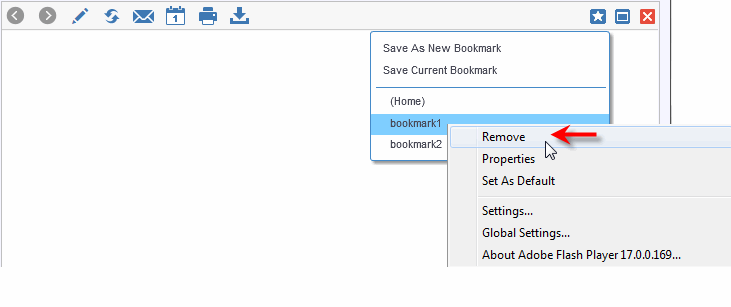 1
Save As New Bookmark
Save Current Bookmark
(Home)
bookmark1
bookmark2
Remove
Properties
Set As Default
Settings...
Global Settings...
About Adobe Flash Player 17.0.0.169...